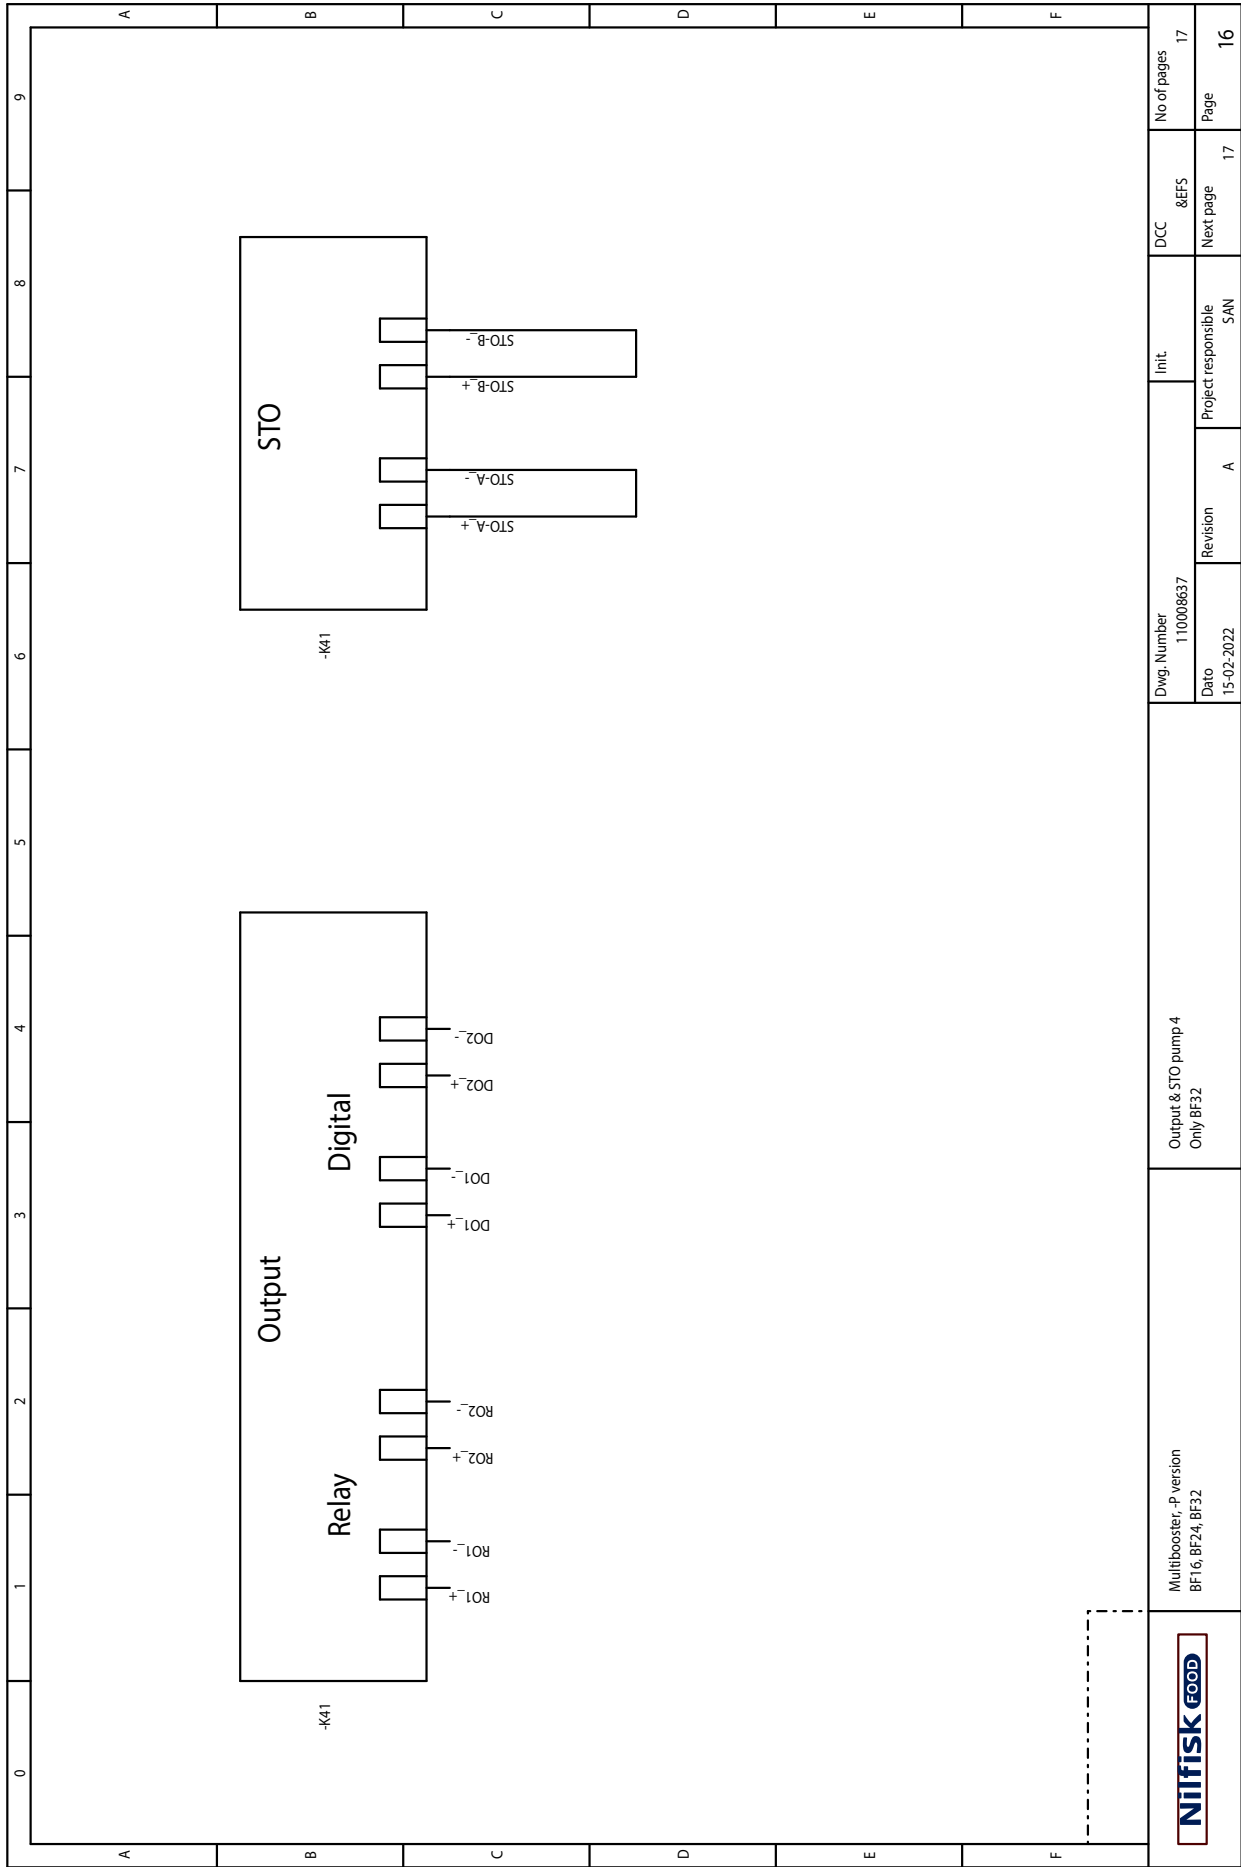 0 1 2 3 4 5 6 7 8 9
A A
B B
C C
D D
E E
F F
-K41
Output
Relay
Digital
RO1_+
RO1_-
RO2_+
RO2_-
DO1_+
DO1_-
DO2_+
DO2_-
-K41
STO
STO-A_+
STO-A_-
STO-B_+
STO-B_-
Nilfisk FOOD
Multibooster, -P version
BF16, BF24, BF32
Output & STO pump 4
Only BF32
Dwg. Number
110008637
Init.
DCC
&EFS
No of pages
17
Dato
15-02-2022
Revision
A
Project responsible
SAN
Next page
17
Page
16